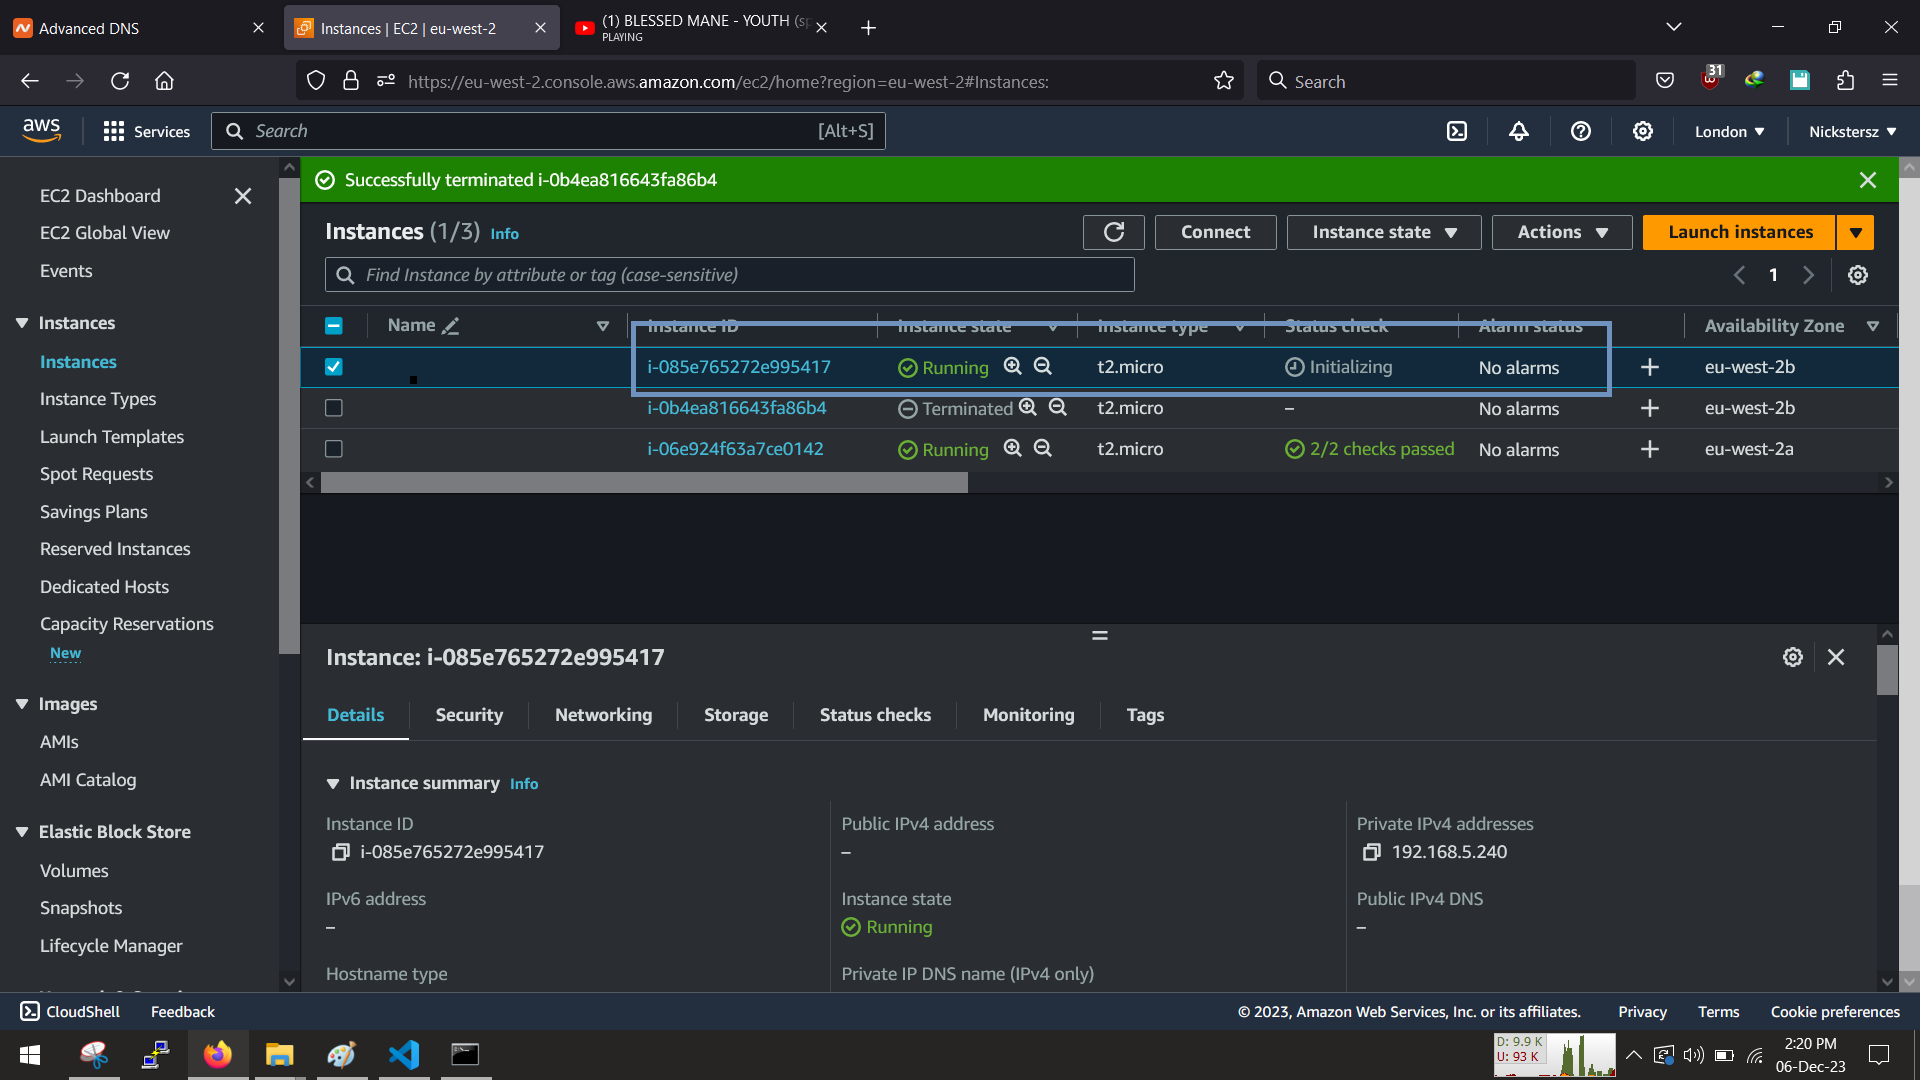 Advanced DNS
Instances | EC2 | eu-west-2
(1) BLESSED MANE - YOUTH (sp
PLAYING
https://eu-west-2.console.aws.amazon.com/ec2/home?region=eu-west-2#Instances:
Search
31
aws
Services
Search
[Alt+S]
London
Nickstersz
EC2 Dashboard
EC2 Global View
Events
Instances
Instances
Instance Types
Launch Templates
Spot Requests
Savings Plans
Reserved Instances
Dedicated Hosts
Capacity Reservations
New
Images
AMIs
AMI Catalog
Elastic Block Store
Volumes
Snapshots
Lifecycle Manager
Successfully terminated i-0b4ea816643fa86b4
Instances (1/3) Info
Connect
Instance state
Actions
Launch instances
Find Instance by attribute or tag (case-sensitive)
1
Name Instance ID Instance state Instance type Status check Alarm status Availability Zone
i-085e765272e995417 Running t2.micro Initializing No alarms + eu-west-2b
i-0b4ea816643fa86b4 Terminated t2.micro – No alarms + eu-west-2b
i-06e924f63a7ce0142 Running t2.micro 2/2 checks passed No alarms + eu-west-2a
Instance: i-085e765272e995417
Details Security Networking Storage Status checks Monitoring Tags
Instance summary Info
Instance ID
i-085e765272e995417
Public IPv4 address
–
Private IPv4 addresses
192.168.5.240
IPv6 address
–
Instance state
Running
Public IPv4 DNS
–
Hostname type
Private IP DNS name (IPv4 only)
CloudShell
Feedback
© 2023, Amazon Web Services, Inc. or its affiliates.
Privacy
Terms
Cookie preferences
D: 9.9 K
U: 93 K
2:20 PM
06-Dec-23